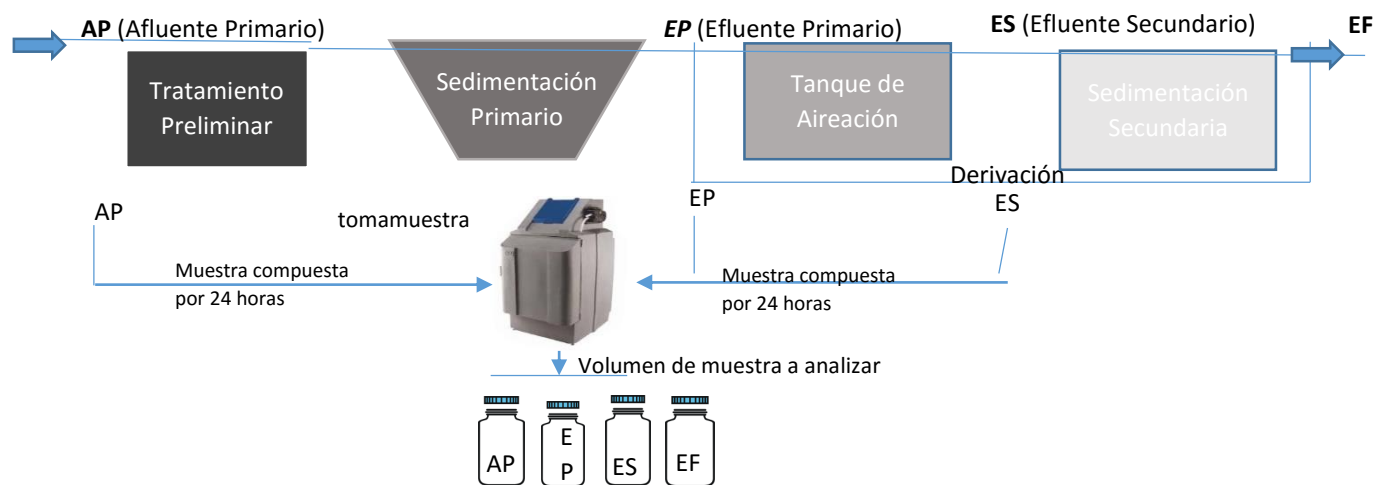 AP (Afluente Primario)
EP (Efluente Primario)
ES (Efluente Secundario)
EF
Tratamiento
Preliminar
Sedimentación
Primario
Tanque de
Aireación
Sedimentación
Secundaria
Derivación
AP
tomamuestra
EP
ES
Muestra compuesta
por 24 horas
Muestra compuesta
por 24 horas
Volumen de muestra a analizar
AP
E
P
ES
EF